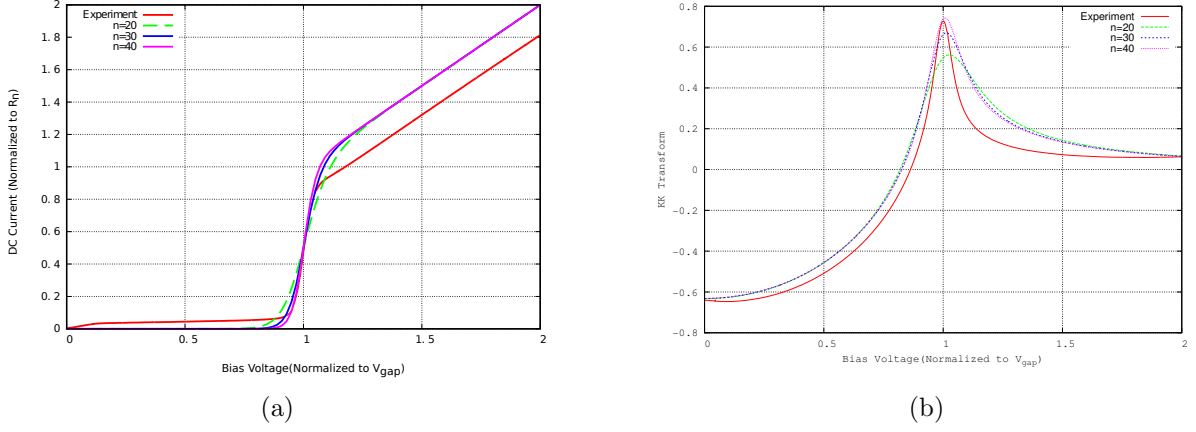 2
1.8
1.6
1.4
1.2
1
0.8
0.6
0.4
0.2
0
0
0.5
1
1.5
2
DC Current (Normalized to Rn)
Bias Voltage(Normalized to Vgap)
Experiment
n=20
n=30
n=40
(a)
0.8
0.6
0.4
0.2
0
-0.2
-0.4
-0.6
-0.8
0
0.5
1
1.5
2
KK Transform
Bias Voltage(Normalized to Vgap)
Experiment
n=20
n=30
n=40
(b)